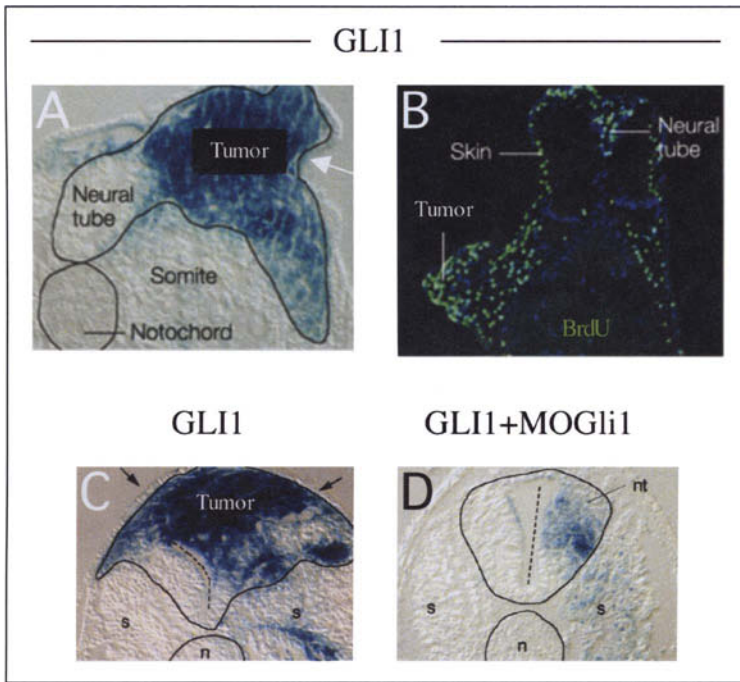 GLI1
A
Tumor
Neural
tube
Somite
Notochord
B
Skin
Neural
tube
Tumor
BrdU
GLI1
GLI1+MOGli1
C
Tumor
s
s
n
D
nt
s
s
n